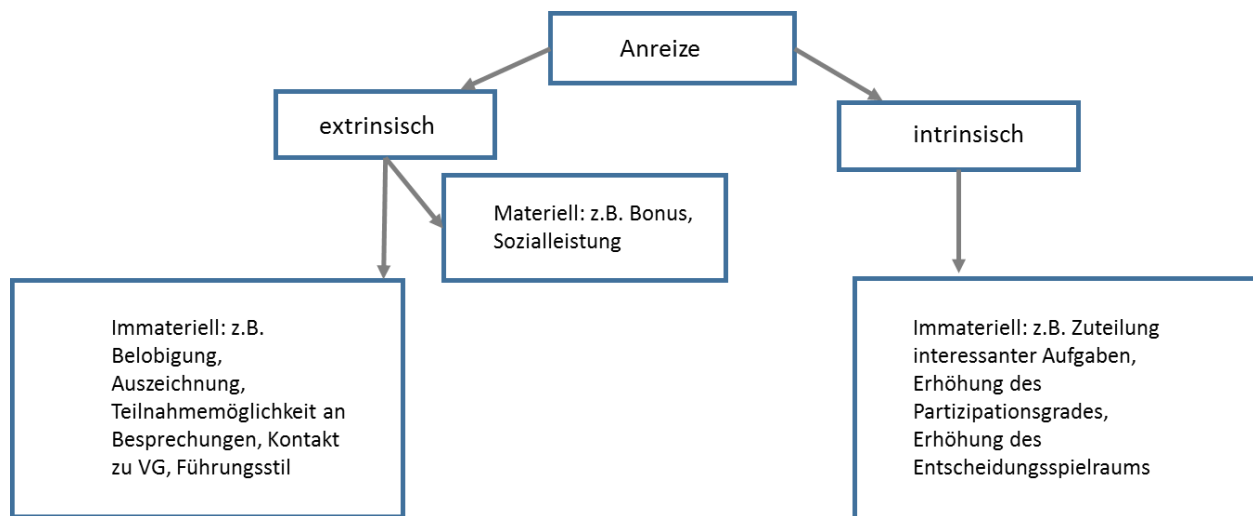 Anreize
extrinsisch
intrinsisch
Materiell: z.B. Bonus,
Sozialleistung
Immateriell: z.B.
Belobigung,
Auszeichnung,
Teilnahmemöglichkeit an
Besprechungen, Kontakt
zu VG, Führungsstil
Immateriell: z.B. Zuteilung
interessanter Aufgaben,
Erhöhung des
Partizipationsgrades,
Erhöhung des
Entscheidungsspielraums